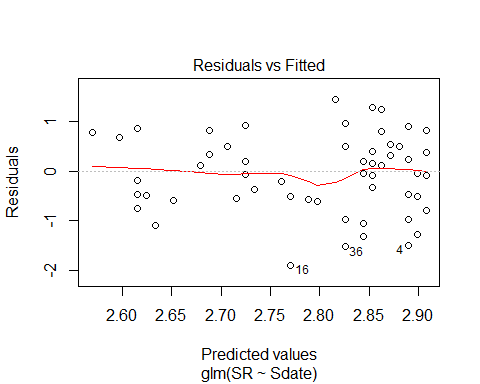 Residuals vs Fitted
Residuals
1
0
-1
-2
16
36
4
2.60 2.65 2.70 2.75 2.80 2.85 2.90
Predicted values
glm(SR ~ Sdate)